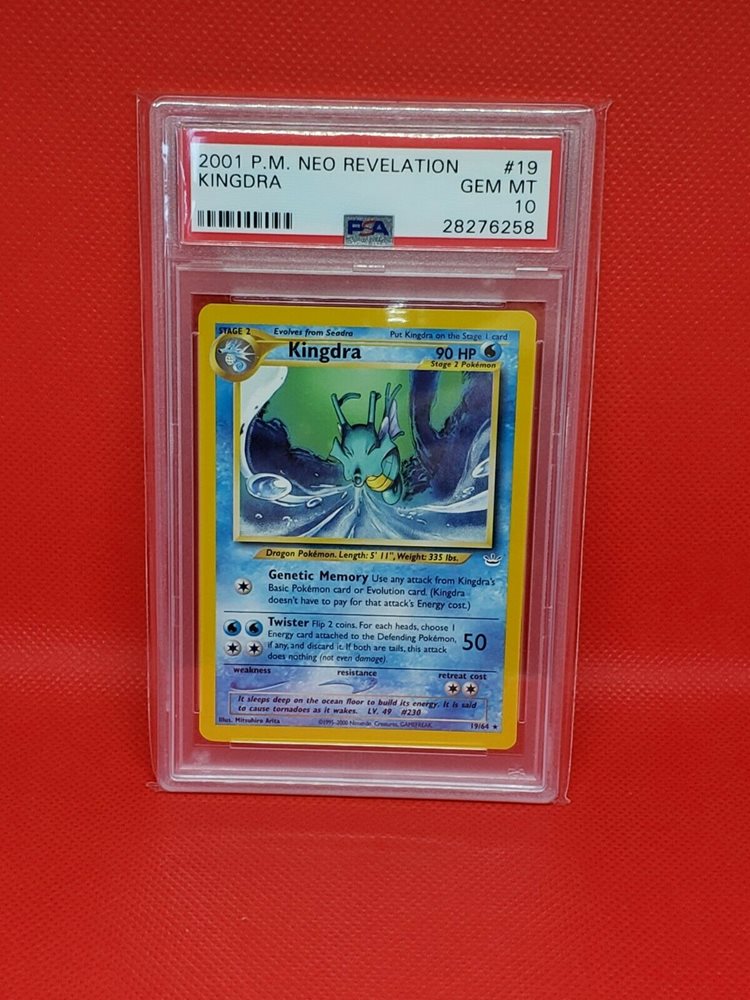 2001 P.M. NEO REVELATION #19
KINGDRA GEM MT
10
PSA 28276258
STAGE 2 Evolves from Seadra Put Kingdra on the Stage 1 card
Kingdra 90 HP
Stage 2 Pokémon
Dragon Pokémon. Length: 5' 11", Weight: 335 lbs.
Genetic Memory Use any attack from Kingdra's
Basic Pokémon card or Evolution card. (Kingdra
doesn't have to pay for that attack's Energy cost.)
Twister Flip 2 coins. For each heads, choose 1
Energy card attached to the Defending Pokémon,
if any, and discard it. If both are tails, this attack
does nothing (not even damage).
50
weakness resistance retreat cost
It sleeps deep on the ocean floor to build its energy. It is said
to cause tornadoes as it wakes. LV. 49 #230
Illus. Mitsuhiro Arita ©1995-2000 Nintendo, Creatures, GAMEFREAK. 19/64 ★